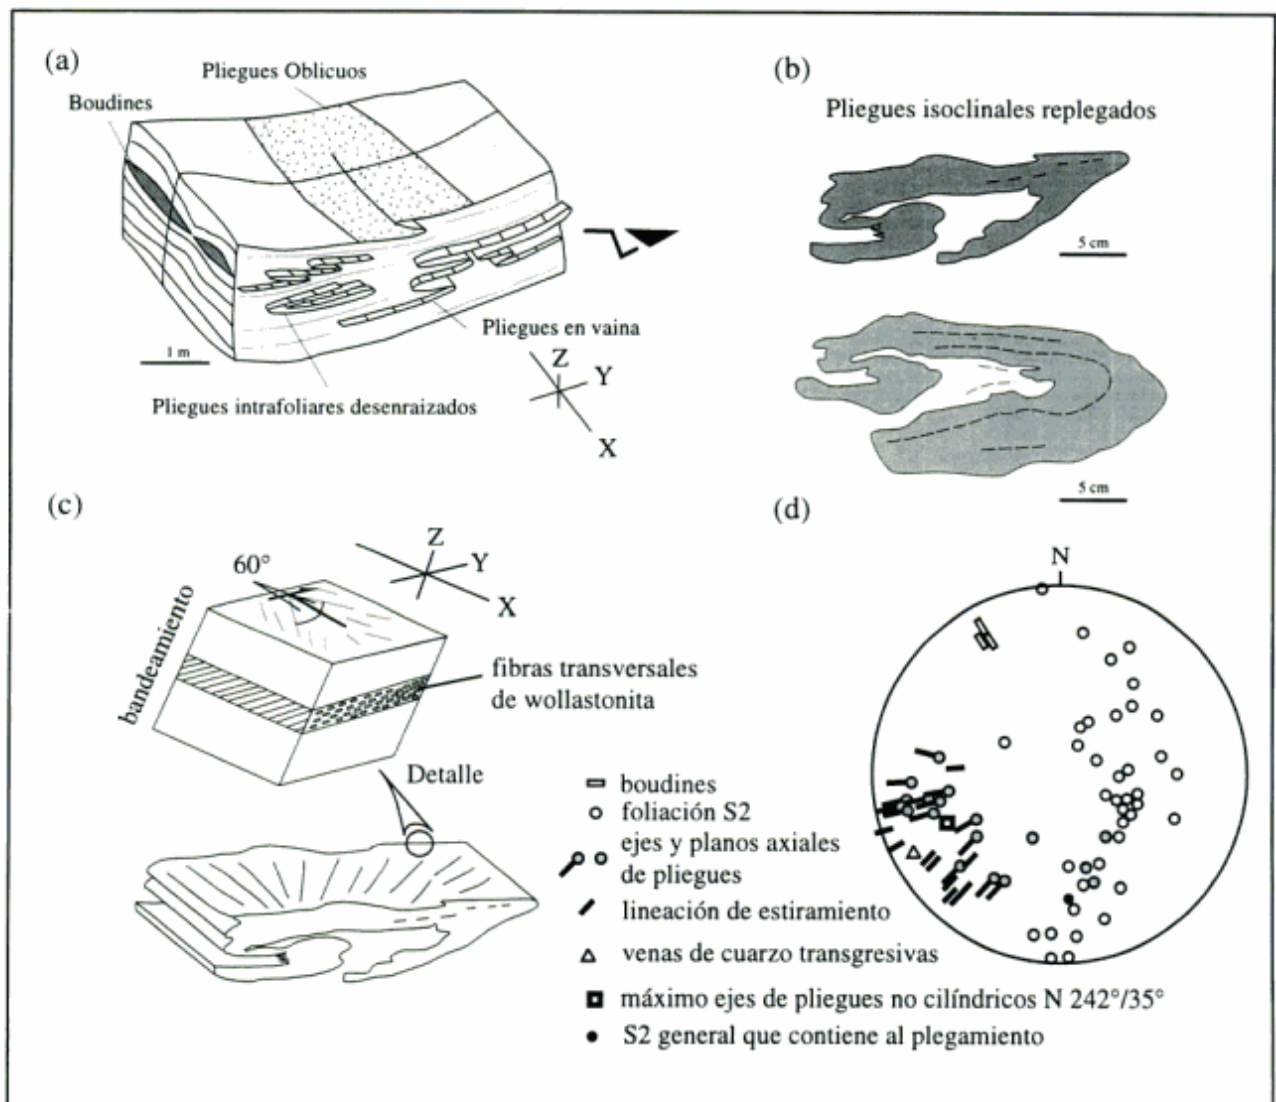 (a)
Pliegues Oblicuos
Boudines
1 m
Pliegues en vaina
Pliegues intrafoliares desenraizados
Z
Y
X
(b)
Pliegues isoclinales replegados
5 cm
5 cm
(c)
60°
Z
Y
X
bandeamiento
fibras transversales
de wollastonita
Detalle
(d)
N
boudines
foliación S2
ejes y planos axiales
de pliegues
lineación de estiramiento
venas de cuarzo transgresivas
máximo ejes de pliegues no cilíndricos N 242°/35°
S2 general que contiene al plegamiento